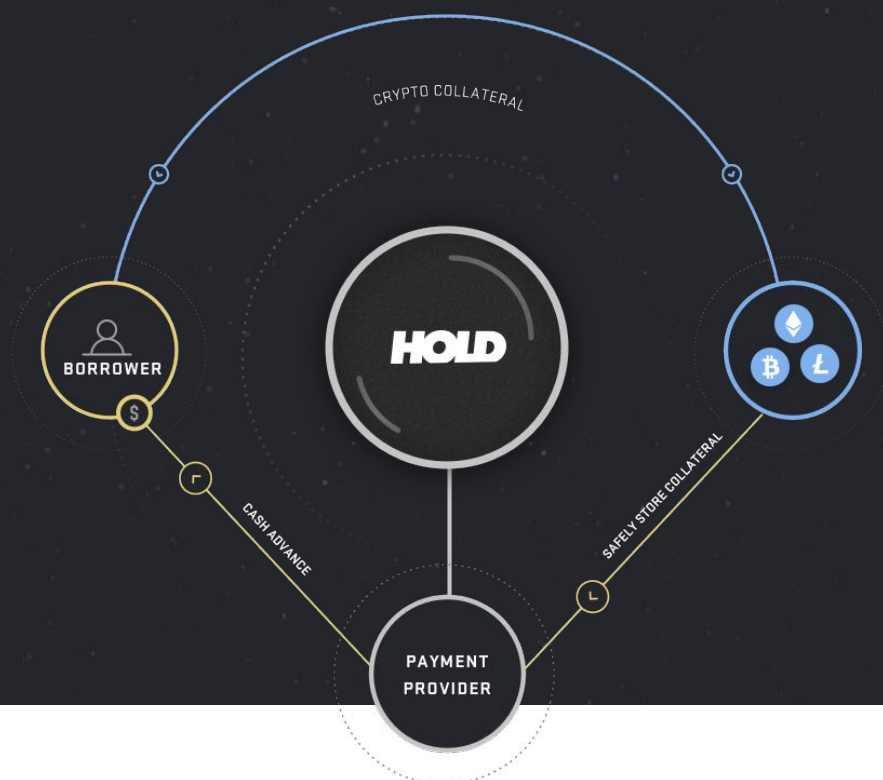 CRYPTO COLLATERAL
HOLD
BORROWER
$
CASH ADVANCE
SAFELY STORE COLLATERAL
PAYMENT
PROVIDER